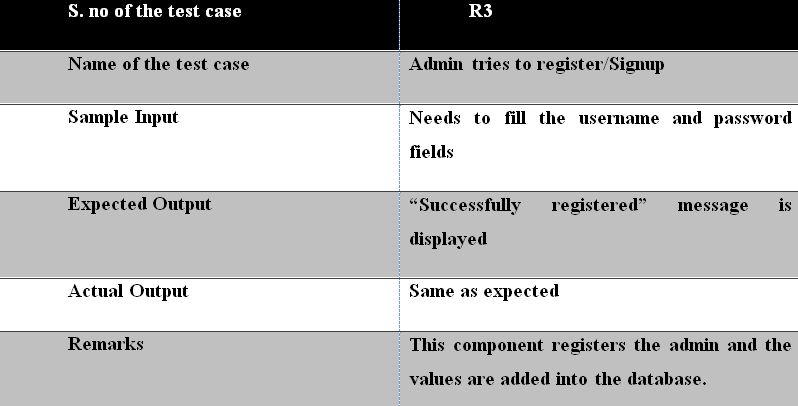 S. no of the test case R3
Name of the test case Admin tries to register/Signup
Sample Input Needs to fill the username and password
fields
Expected Output “Successfully registered” message is
displayed
Actual Output Same as expected
Remarks This component registers the admin and the
values are added into the database.